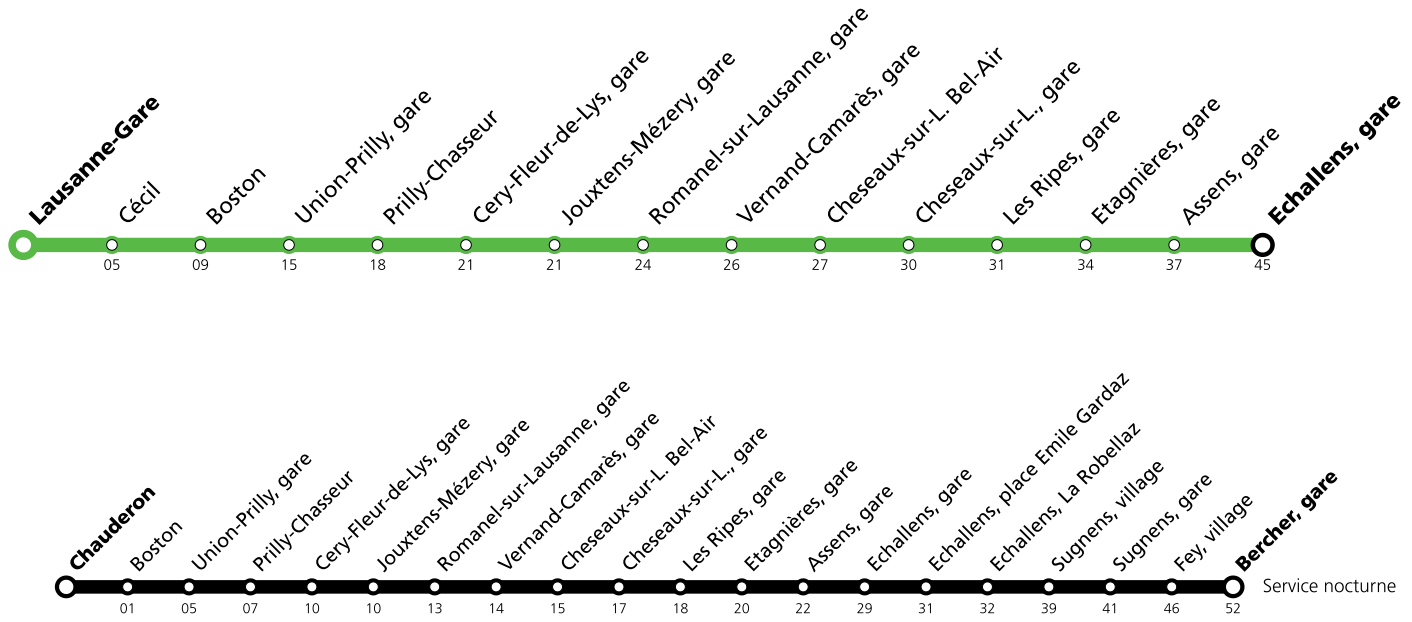 Lausanne-Gare
Cécil
Boston
Union-Prilly, gare
Prilly-Chasseur
Cery-Fleur-de-Lys, gare
Jouxtens-Mézery, gare
Romanel-sur-Lausanne, gare
Vernand-Camarès, gare
Cheseaux-sur-L. Bel-Air
Cheseaux-sur-L., gare
Les Ripes, gare
Etagnières, gare
Assens, gare
Echallens, gare
05 09 15 18 21 21 24 26 27 30 31 34 37 45
Chauderon
Boston
Union-Prilly, gare
Prilly-Chasseur
Cery-Fleur-de-Lys, gare
Jouxtens-Mézery, gare
Romanel-sur-Lausanne, gare
Vernand-Camarès, gare
Cheseaux-sur-L. Bel-Air
Cheseaux-sur-L., gare
Les Ripes, gare
Etagnières, gare
Assens, gare
Echallens, gare
Echallens, place Emile Gardaz
Echallens, La Robellaz
Sugnens, village
Sugnens, gare
Fey, village
Bercher, gare
Service nocturne
01 05 07 10 10 13 14 15 17 18 20 22 29 31 32 39 41 46 52